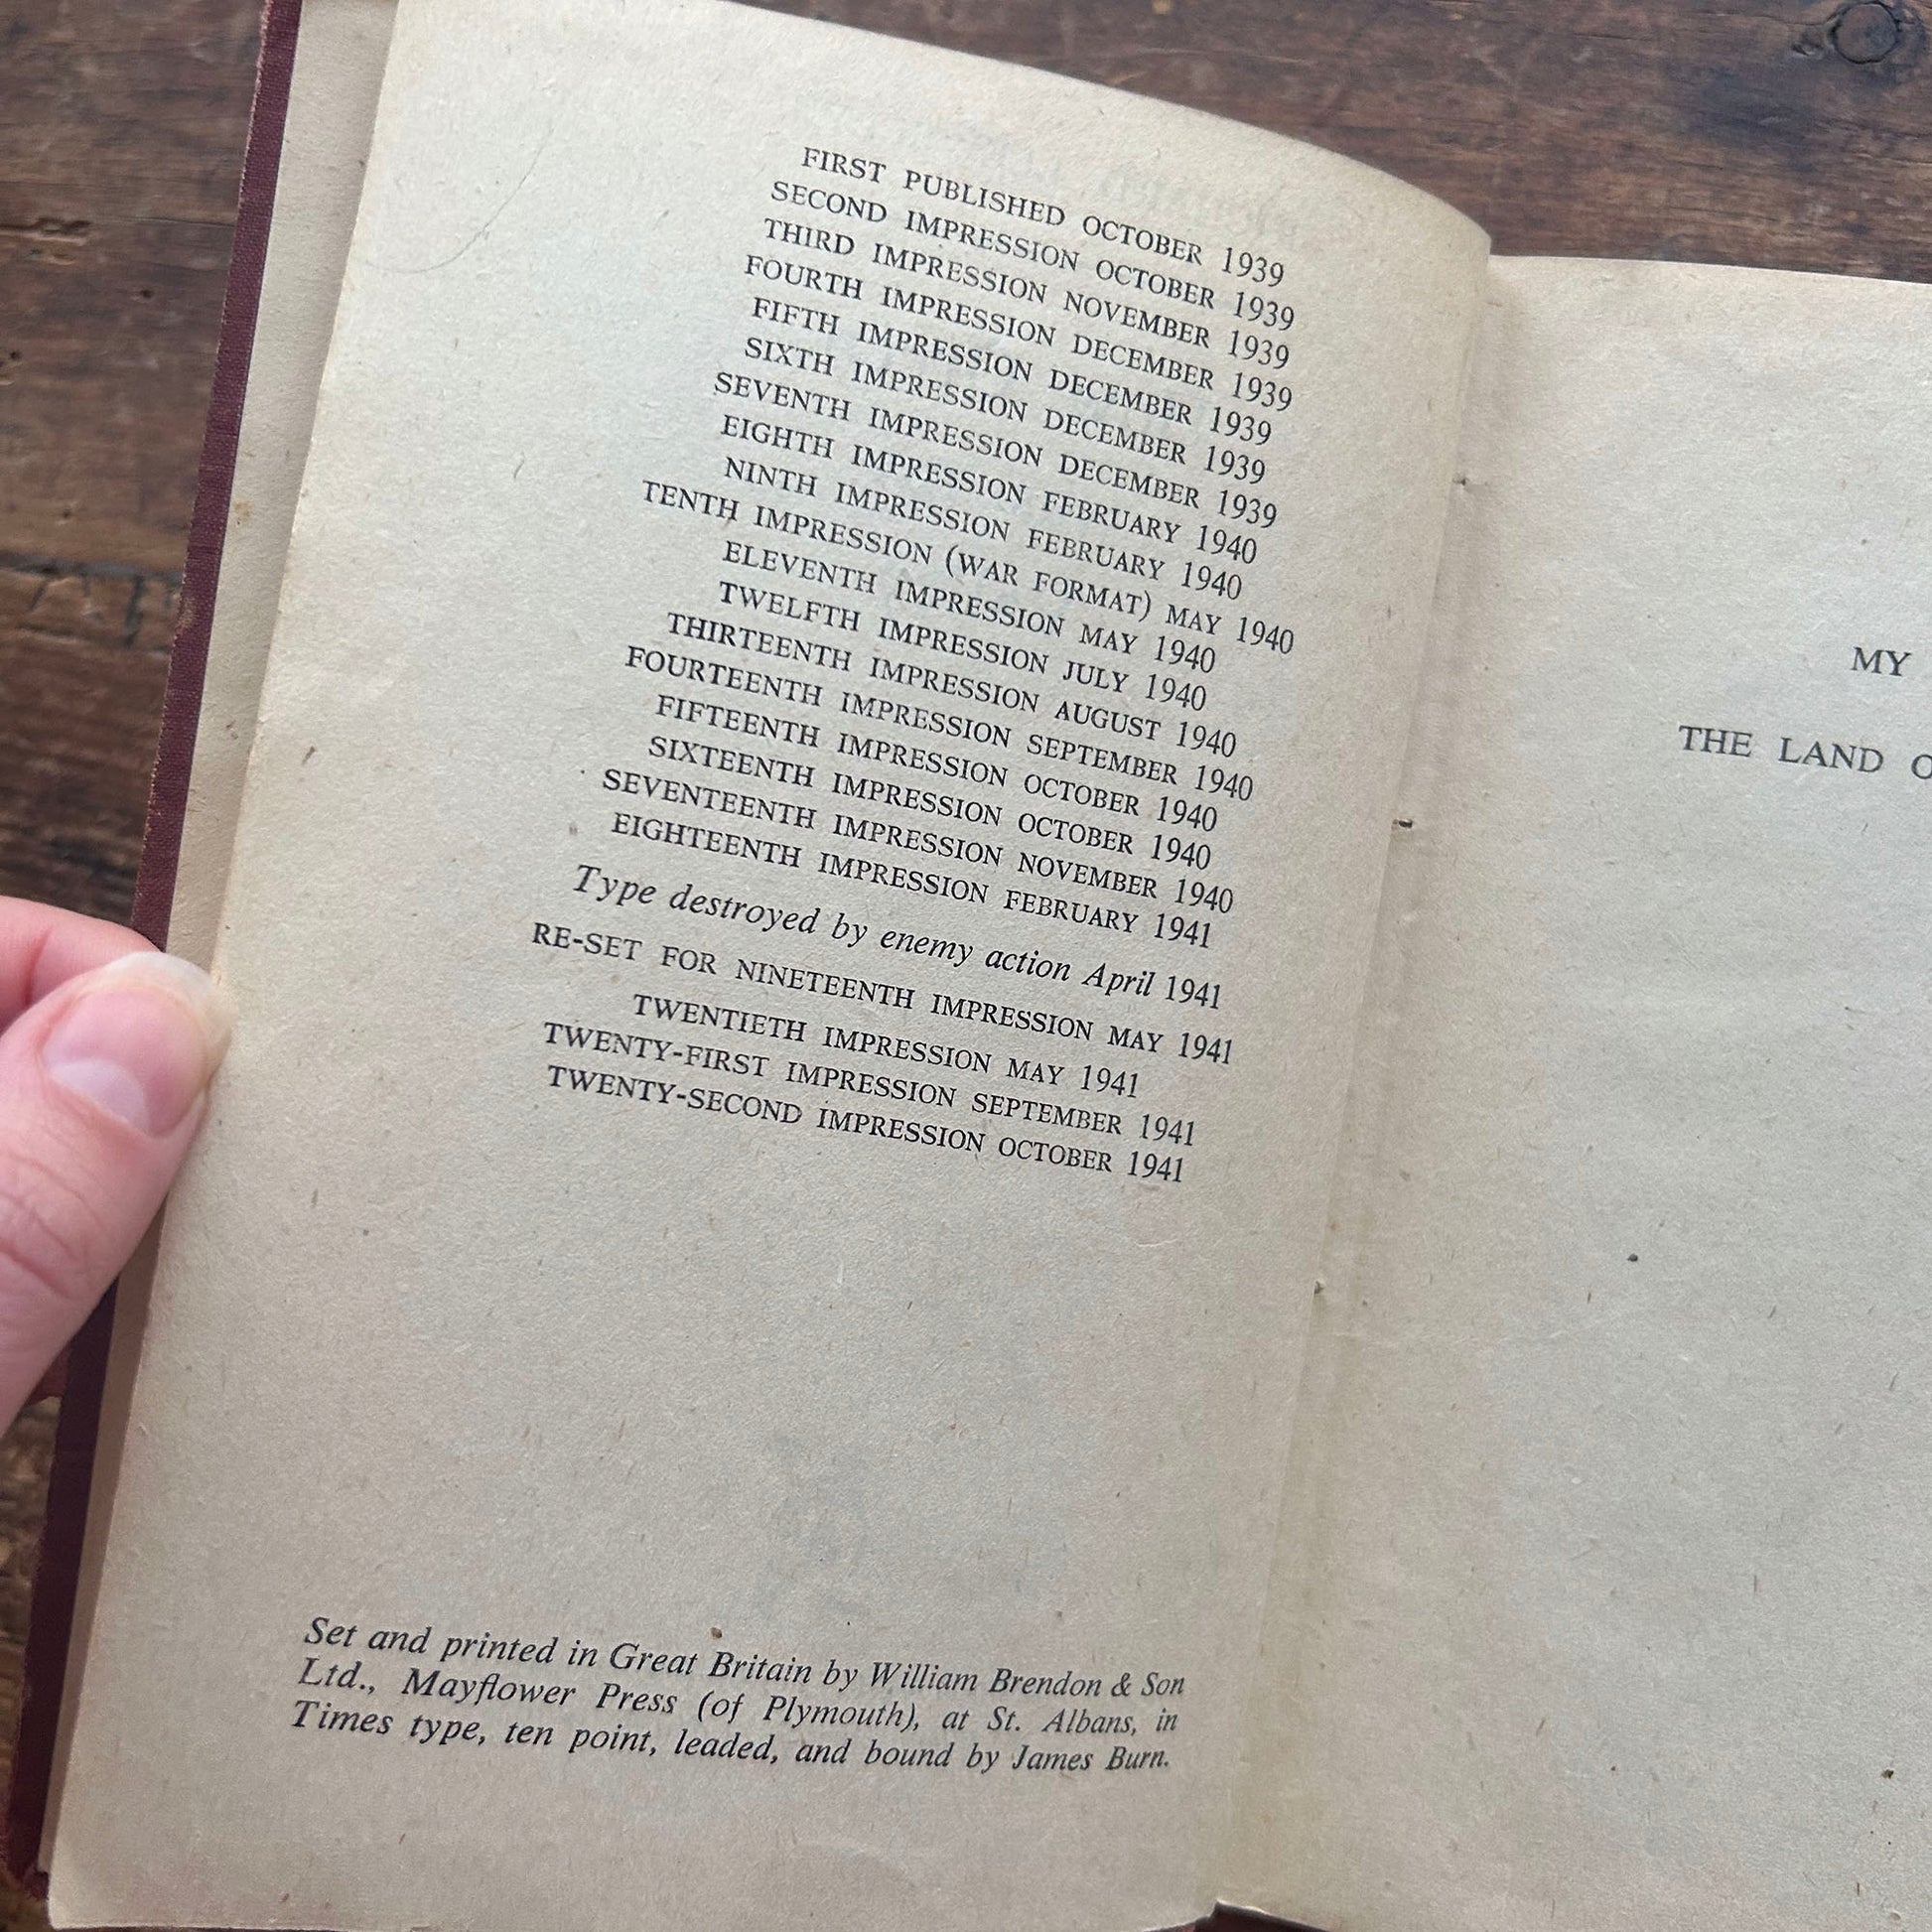 FIRST PUBLISHED OCTOBER 1939
SECOND IMPRESSION OCTOBER 1939
THIRD IMPRESSION NOVEMBER 1939
FOURTH IMPRESSION DECEMBER 1939
FIFTH IMPRESSION DECEMBER 1939
SIXTH IMPRESSION DECEMBER 1939
SEVENTH IMPRESSION DECEMBER 1939
EIGHTH IMPRESSION FEBRUARY 1940
NINTH IMPRESSION FEBRUARY 1940
TENTH IMPRESSION (WAR FORMAT) MAY 1940
ELEVENTH IMPRESSION MAY 1940
TWELFTH IMPRESSION JULY 1940
THIRTEENTH IMPRESSION AUGUST 1940
FOURTEENTH IMPRESSION SEPTEMBER 1940
FIFTEENTH IMPRESSION OCTOBER 1940
SIXTEENTH IMPRESSION OCTOBER 1940
SEVENTEENTH IMPRESSION NOVEMBER 1940
EIGHTEENTH IMPRESSION FEBRUARY 1941
Type destroyed by enemy action April 1941
RE-SET FOR NINETEENTH IMPRESSION MAY 1941
TWENTIETH IMPRESSION MAY 1941
TWENTY-FIRST IMPRESSION SEPTEMBER 1941
TWENTY-SECOND IMPRESSION OCTOBER 1941
Set and printed in Great Britain by William Brendon & Son
Ltd., Mayflower Press (of Plymouth), at St. Albans, in
Times type, ten point, leaded, and bound by James Burn.
MY
THE LAND